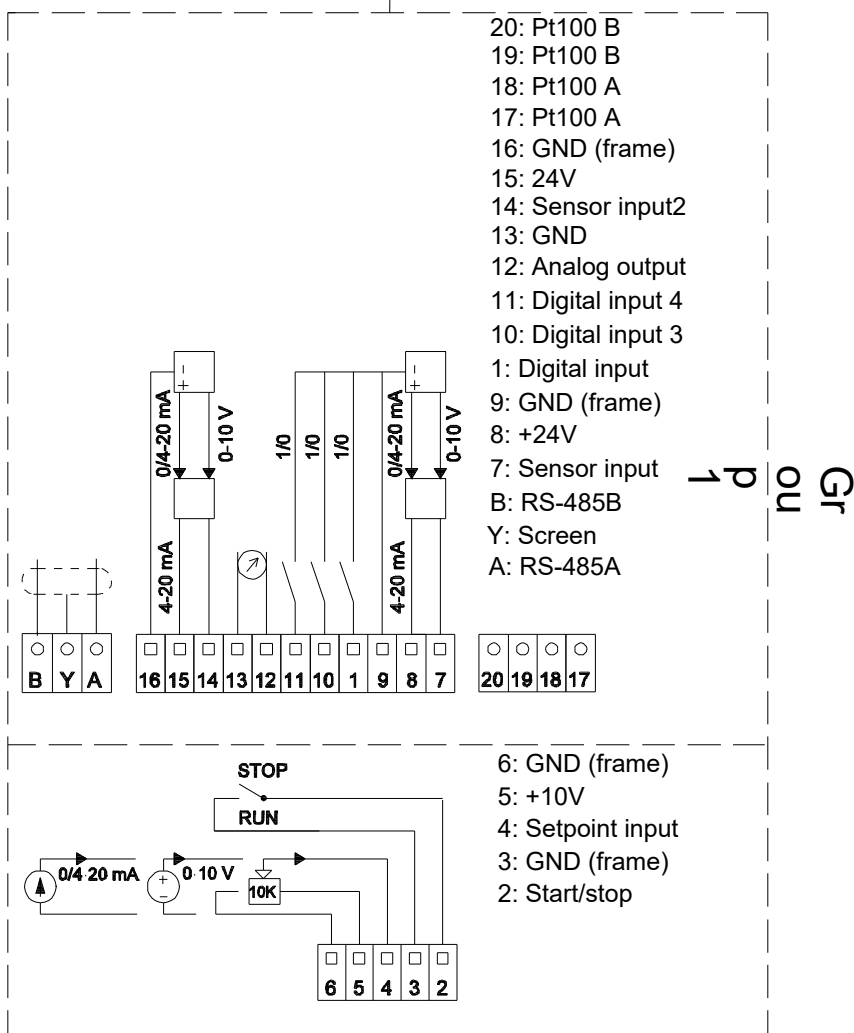 20: Pt100 B
19: Pt100 B
18: Pt100 A
17: Pt100 A
16: GND (frame)
15: 24V
14: Sensor input2
13: GND
12: Analog output
11: Digital input 4
10: Digital input 3
1: Digital input
9: GND (frame)
8: +24V
7: Sensor input
B: RS-485B
Y: Screen
A: RS-485A
Gr
ou
p
1
-
+
0/4-20 mA
0-10 V
1/0
1/0
1/0
-
+
0/4-20 mA
0-10 V
4-20 mA
4-20 mA
B Y A
16 15 14 13 12 11 10 1 9 8 7
20 19 18 17
STOP
RUN
0/4-20 mA
+
-
0-10 V
10K
6 5 4 3 2
6: GND (frame)
5: +10V
4: Setpoint input
3: GND (frame)
2: Start/stop